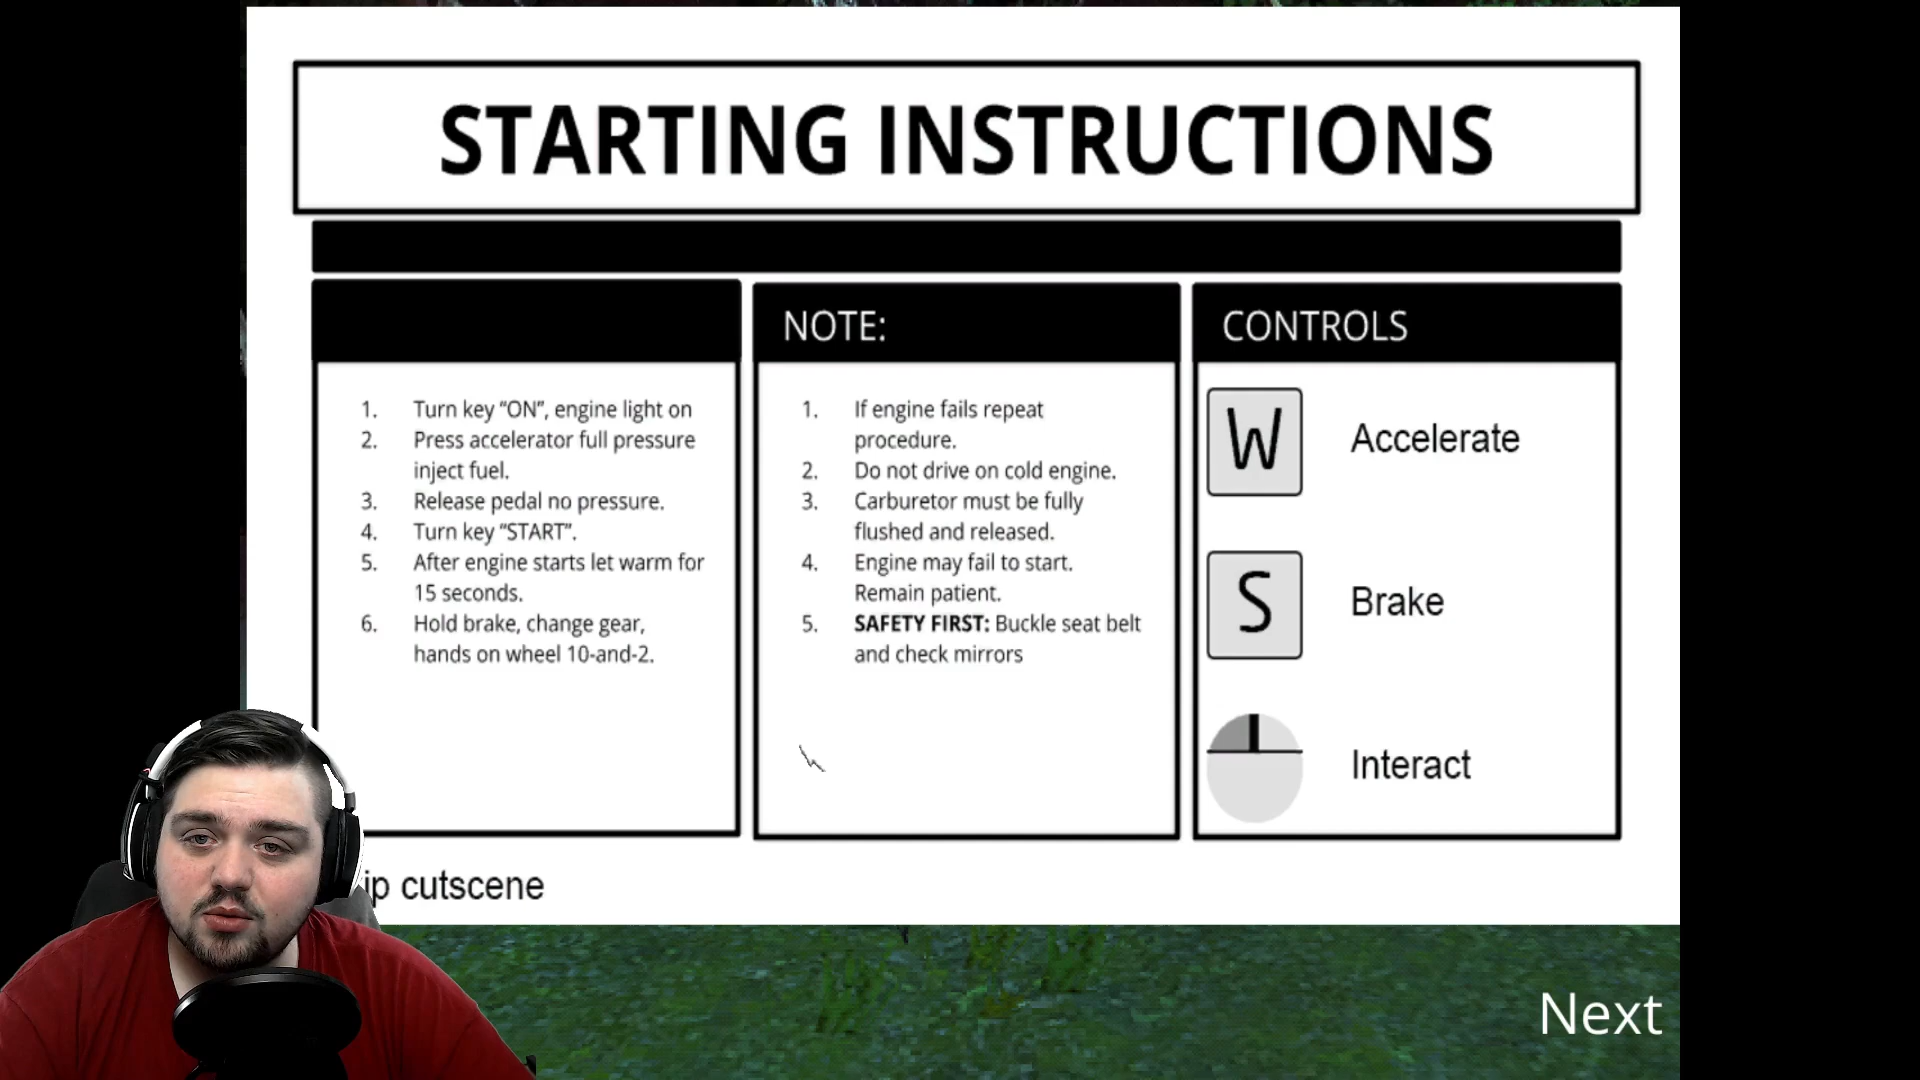 STARTING INSTRUCTIONS
1. Turn key “ON”, engine light on
2. Press accelerator full pressure
inject fuel.
3. Release pedal no pressure.
4. Turn key “START”.
5. After engine starts let warm for
15 seconds.
6. Hold brake, change gear,
hands on wheel 10-and-2.
NOTE:
1. If engine fails repeat
procedure.
2. Do not drive on cold engine.
3. Carburetor must be fully
flushed and released.
4. Engine may fail to start.
Remain patient.
5. SAFETY FIRST: Buckle seat belt
and check mirrors
CONTROLS
W Accelerate
S Brake
Interact
cutscene
Next